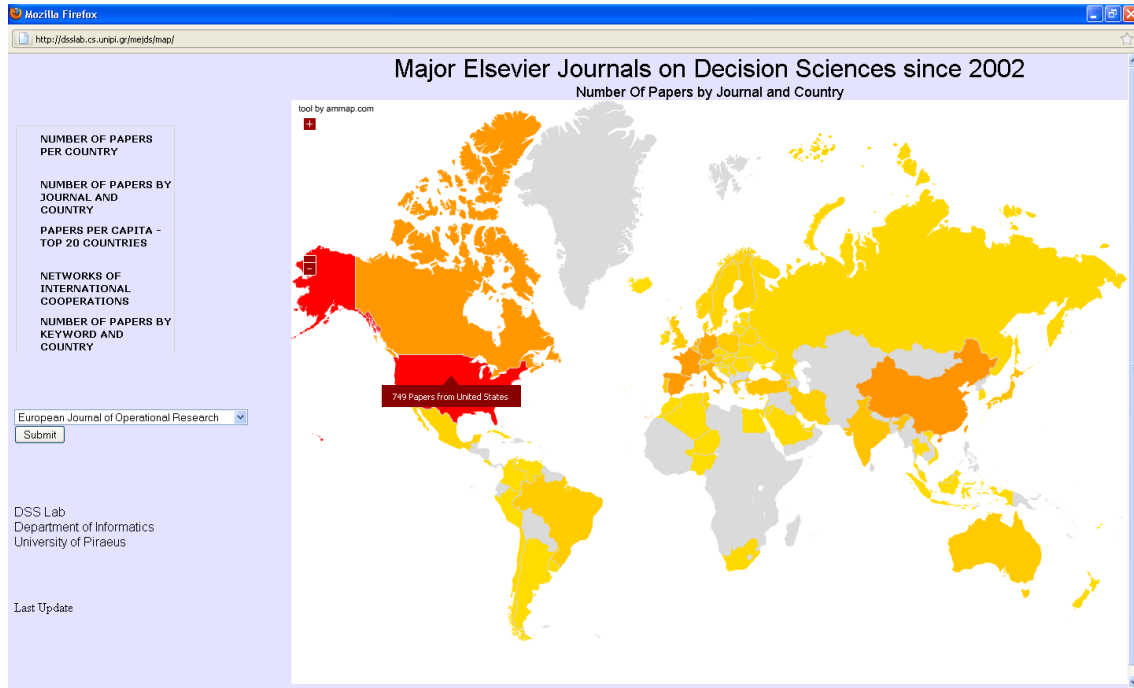 Mozilla Firefox
http://dsslab.cs.unipi.gr/mejds/map/
Major Elsevier Journals on Decision Sciences since 2002
Number Of Papers by Journal and Country
tool by ammap.com
NUMBER OF PAPERS
PER COUNTRY
NUMBER OF PAPERS BY
JOURNAL AND
COUNTRY
PAPERS PER CAPITA -
TOP 20 COUNTRIES
NETWORKS OF
INTERNATIONAL
COOPERATIONS
NUMBER OF PAPERS BY
KEYWORD AND
COUNTRY
749 Papers from United States
European Journal of Operational Research
Submit
DSS Lab
Department of Informatics
University of Piraeus
Last Update